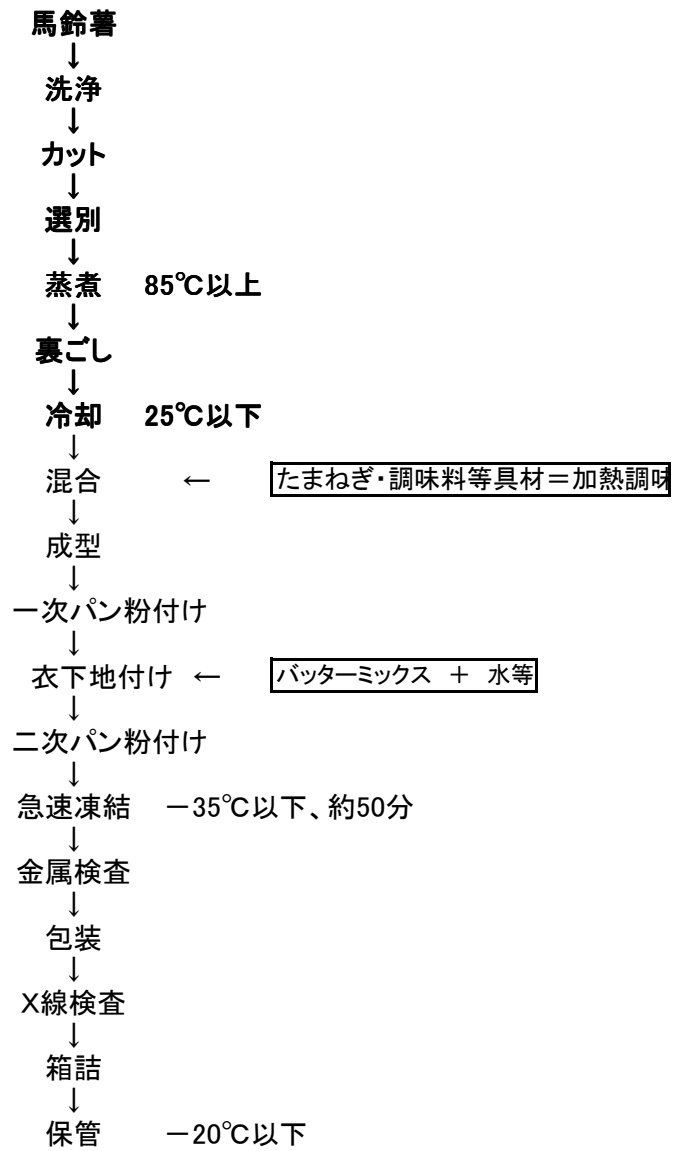 馬鈴薯
↓
洗浄
↓
カット
↓
選別
↓
蒸煮 85℃以上
↓
裏ごし
↓
冷却 25℃以下
↓
混合 ← たまねぎ・調味料等具材＝加熱調味
↓
成型
↓
一次パン粉付け
↓
衣下地付け ← バッターミックス ＋ 水等
↓
二次パン粉付け
↓
急速凍結 －35℃以下、約50分
↓
金属検査
↓
包装
↓
X線検査
↓
箱詰
↓
保管 －20℃以下